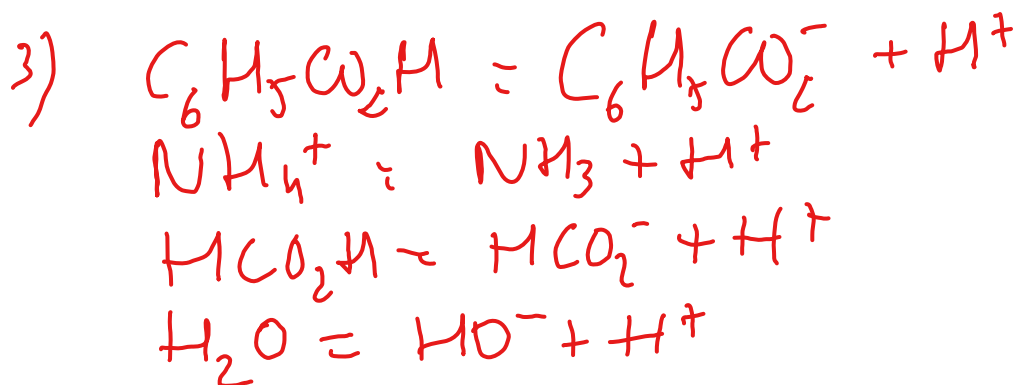 3) C₆H₅CO₂H = C₆H₅CO₂⁻ + H⁺
NH₄⁺ = NH₃ + H⁺
HCO₂H = HCO₂⁻ + H⁺
H₂O = HO⁻ + H⁺